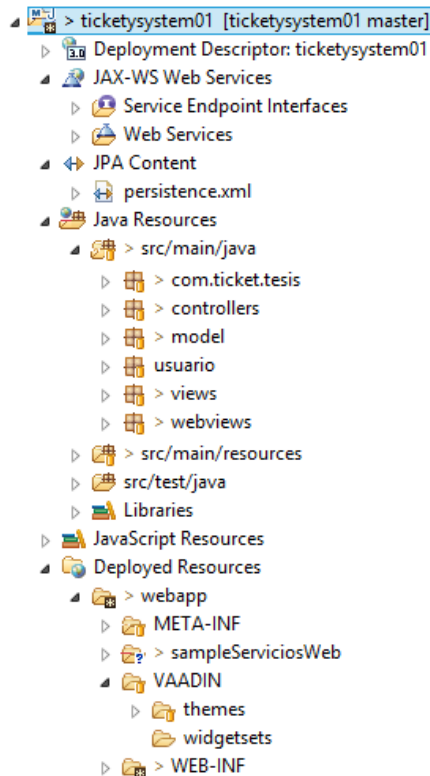 > ticketysystem01 [ticketysystem01 master]
Deployment Descriptor: ticketysystem01
JAX-WS Web Services
Service Endpoint Interfaces
Web Services
JPA Content
persistence.xml
Java Resources
> src/main/java
> com.ticket.tesis
> controllers
> model
usuario
> views
> webviews
> src/main/resources
src/test/java
Libraries
JavaScript Resources
Deployed Resources
> webapp
META-INF
> sampleServiciosWeb
VAADIN
themes
widgetsets
> WEB-INF